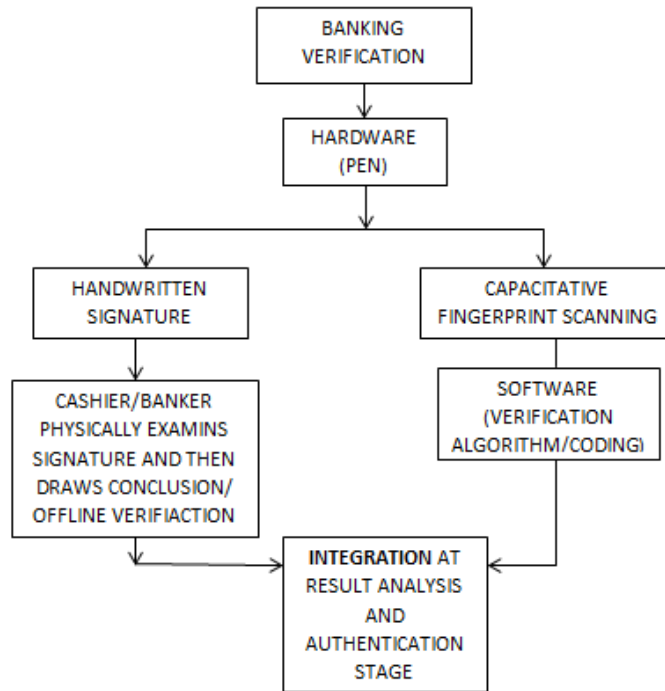 BANKING
VERIFICATION
HARDWARE
(PEN)
HANDWRITTEN
SIGNATURE
CAPACITATIVE
FINGERPRINT SCANNING
CASHIER/BANKER
PHYSICALLY EXAMINS
SIGNATURE AND THEN
DRAWS CONCLUSION/
OFFLINE VERIFIACTION
SOFTWARE
(VERIFICATION
ALGORITHM/CODING)
INTEGRATION AT
RESULT ANALYSIS
AND
AUTHENTICATION
STAGE